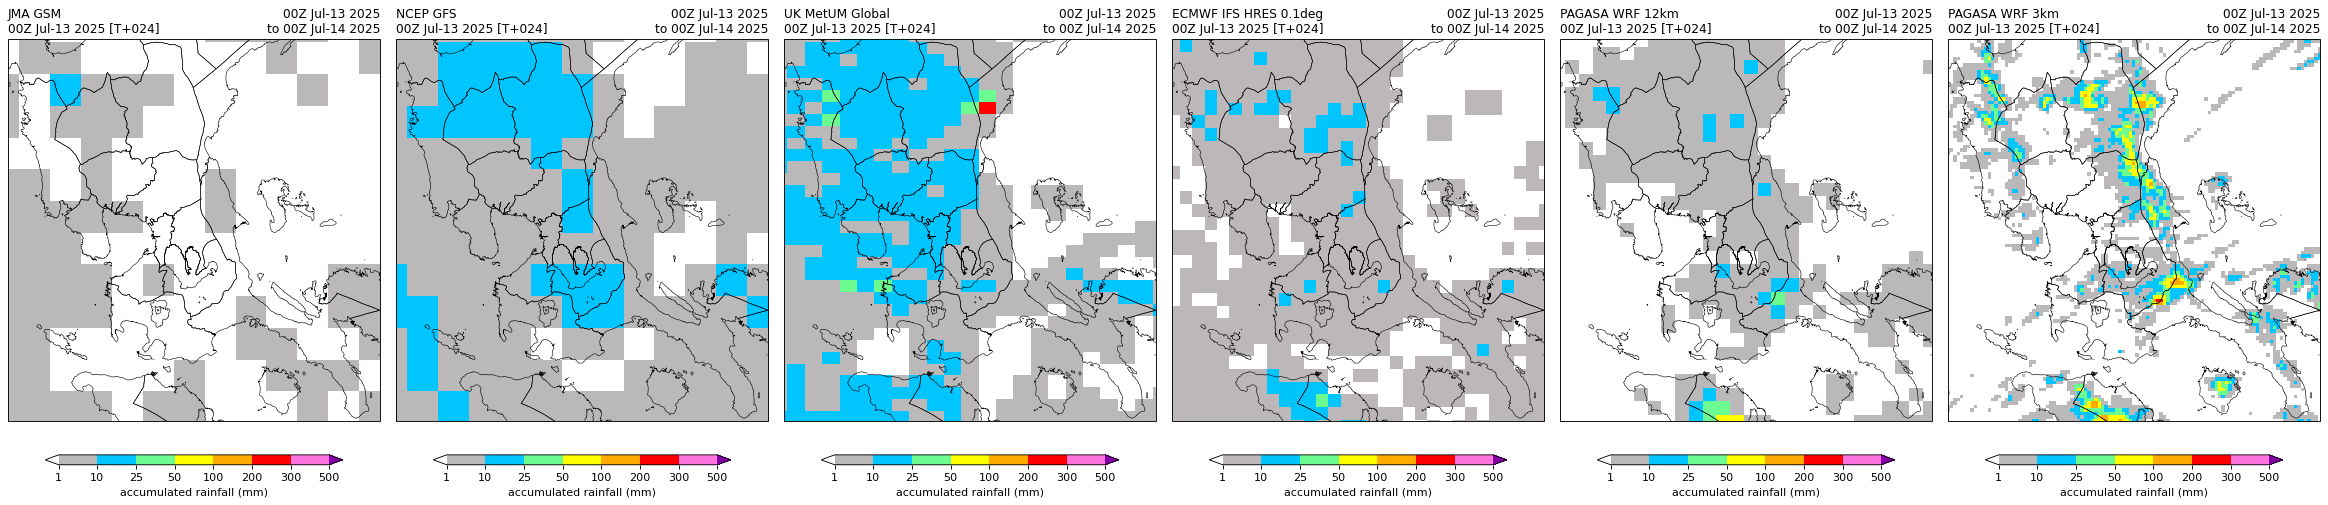 JMA GSM 00Z Jul-13 2025
00Z Jul-13 2025 [T+024] to 00Z Jul-14 2025
NCEP GFS 00Z Jul-13 2025
00Z Jul-13 2025 [T+024] to 00Z Jul-14 2025
UK MetUM Global 00Z Jul-13 2025
00Z Jul-13 2025 [T+024] to 00Z Jul-14 2025
ECMWF IFS HRES 0.1deg 00Z Jul-13 2025
00Z Jul-13 2025 [T+024] to 00Z Jul-14 2025
PAGASA WRF 12km 00Z Jul-13 2025
00Z Jul-13 2025 [T+024] to 00Z Jul-14 2025
PAGASA WRF 3km 00Z Jul-13 2025
00Z Jul-13 2025 [T+024] to 00Z Jul-14 2025
1 10 25 50 100 200 300 500
accumulated rainfall (mm)
1 10 25 50 100 200 300 500
accumulated rainfall (mm)
1 10 25 50 100 200 300 500
accumulated rainfall (mm)
1 10 25 50 100 200 300 500
accumulated rainfall (mm)
1 10 25 50 100 200 300 500
accumulated rainfall (mm)
1 10 25 50 100 200 300 500
accumulated rainfall (mm)